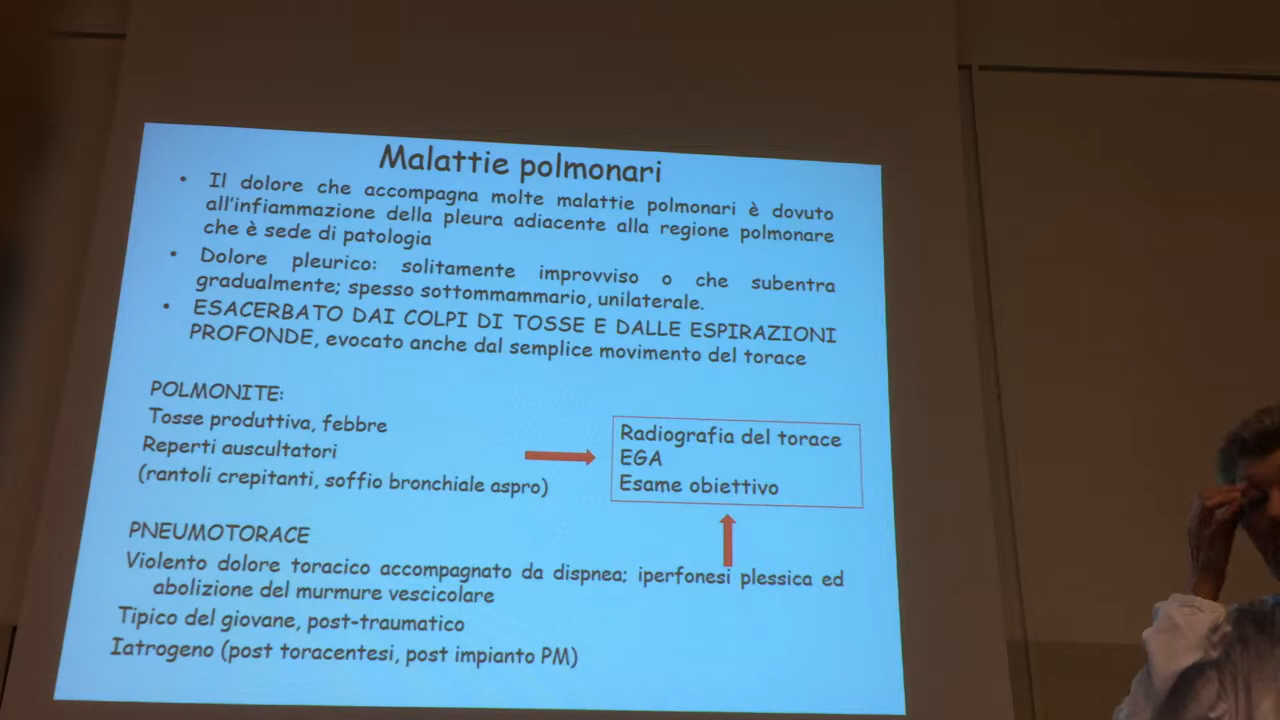 Malattie polmonari
• Il dolore che accompagna molte malattie polmonari è dovuto
all'infiammazione della pleura adiacente alla regione polmonare
che è sede di patologia
• Dolore pleurico: solitamente improvviso o che subentra
gradualmente; spesso sottommammario, unilaterale.
• ESACERBATO DAI COLPI DI TOSSE E DALLE ESPIRAZIONI
PROFONDE, evocato anche dal semplice movimento del torace
POLMONITE:
Tosse produttiva, febbre
Reperti auscultatori
(rantoli crepitanti, soffio bronchiale aspro)
Radiografia del torace
EGA
Esame obiettivo
PNEUMOTORACE
Violento dolore toracico accompagnato da dispnea; iperfonesi plessica ed
abolizione del murmure vescicolare
Tipico del giovane, post-traumatico
Iatrogeno (post toracentesi, post impianto PM)